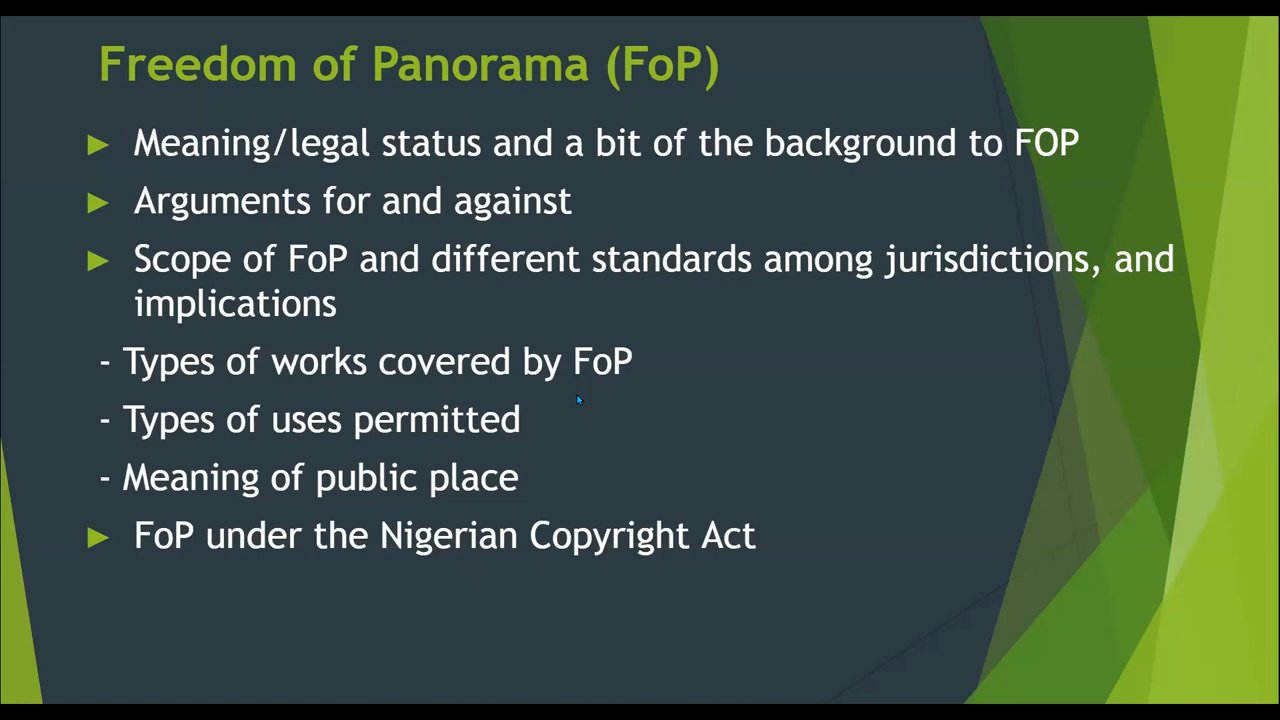 Freedom of Panorama (FoP)
► Meaning/legal status and a bit of the background to FOP
► Arguments for and against
► Scope of FoP and different standards among jurisdictions, and
implications
- Types of works covered by FoP
- Types of uses permitted
- Meaning of public place
► FoP under the Nigerian Copyright Act